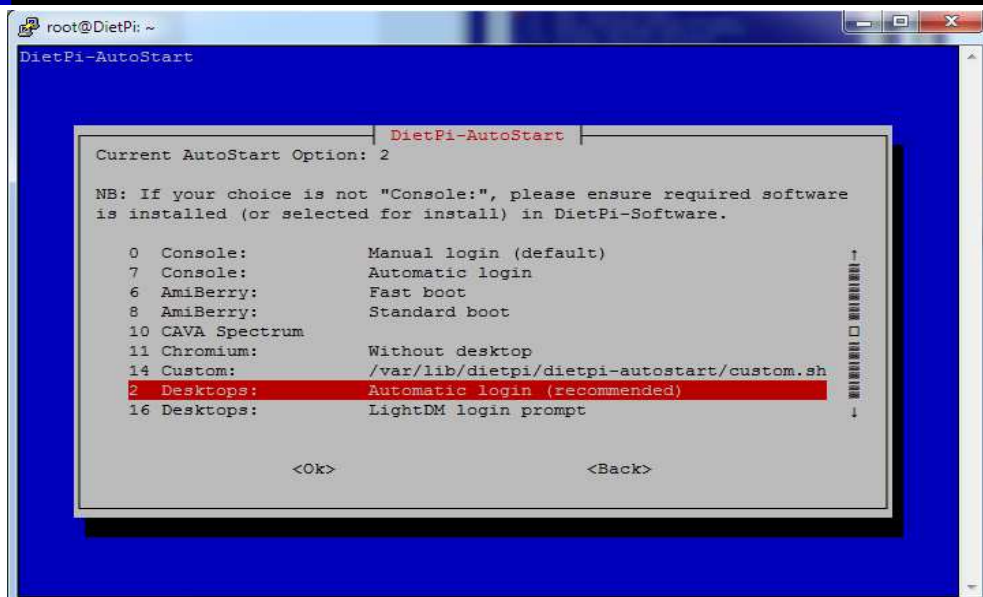 root@DietPi: ~
DietPi-AutoStart
DietPi-AutoStart
Current AutoStart Option: 2
NB: If your choice is not "Console:", please ensure required software
is installed (or selected for install) in DietPi-Software.
0 Console: Manual login (default)
7 Console: Automatic login
6 AmiBerry: Fast boot
8 AmiBerry: Standard boot
10 CAVA Spectrum
11 Chromium: Without desktop
14 Custom: /var/lib/dietpi/dietpi-autostart/custom.sh
2 Desktops: Automatic login (recommended)
16 Desktops: LightDM login prompt
<Ok> <Back>